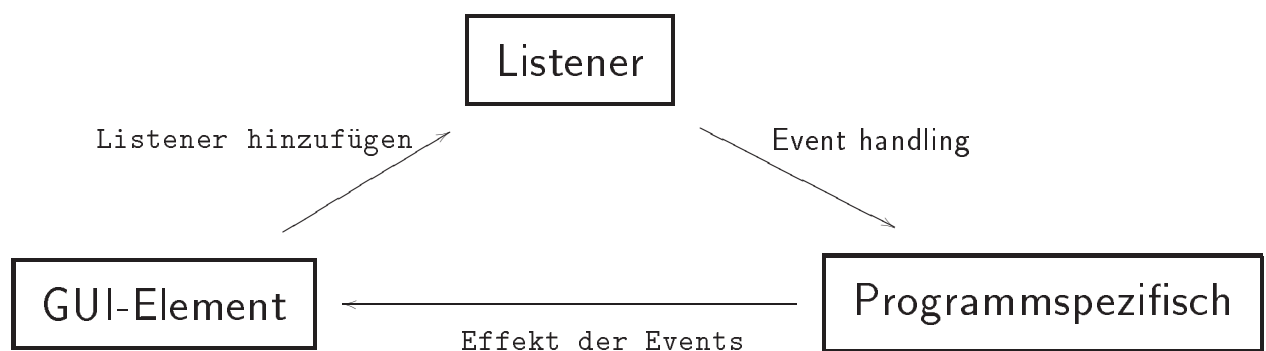 Listener
Listener hinzufügen
Event handling
GUI-Element
Programmspezifisch
Effekt der Events